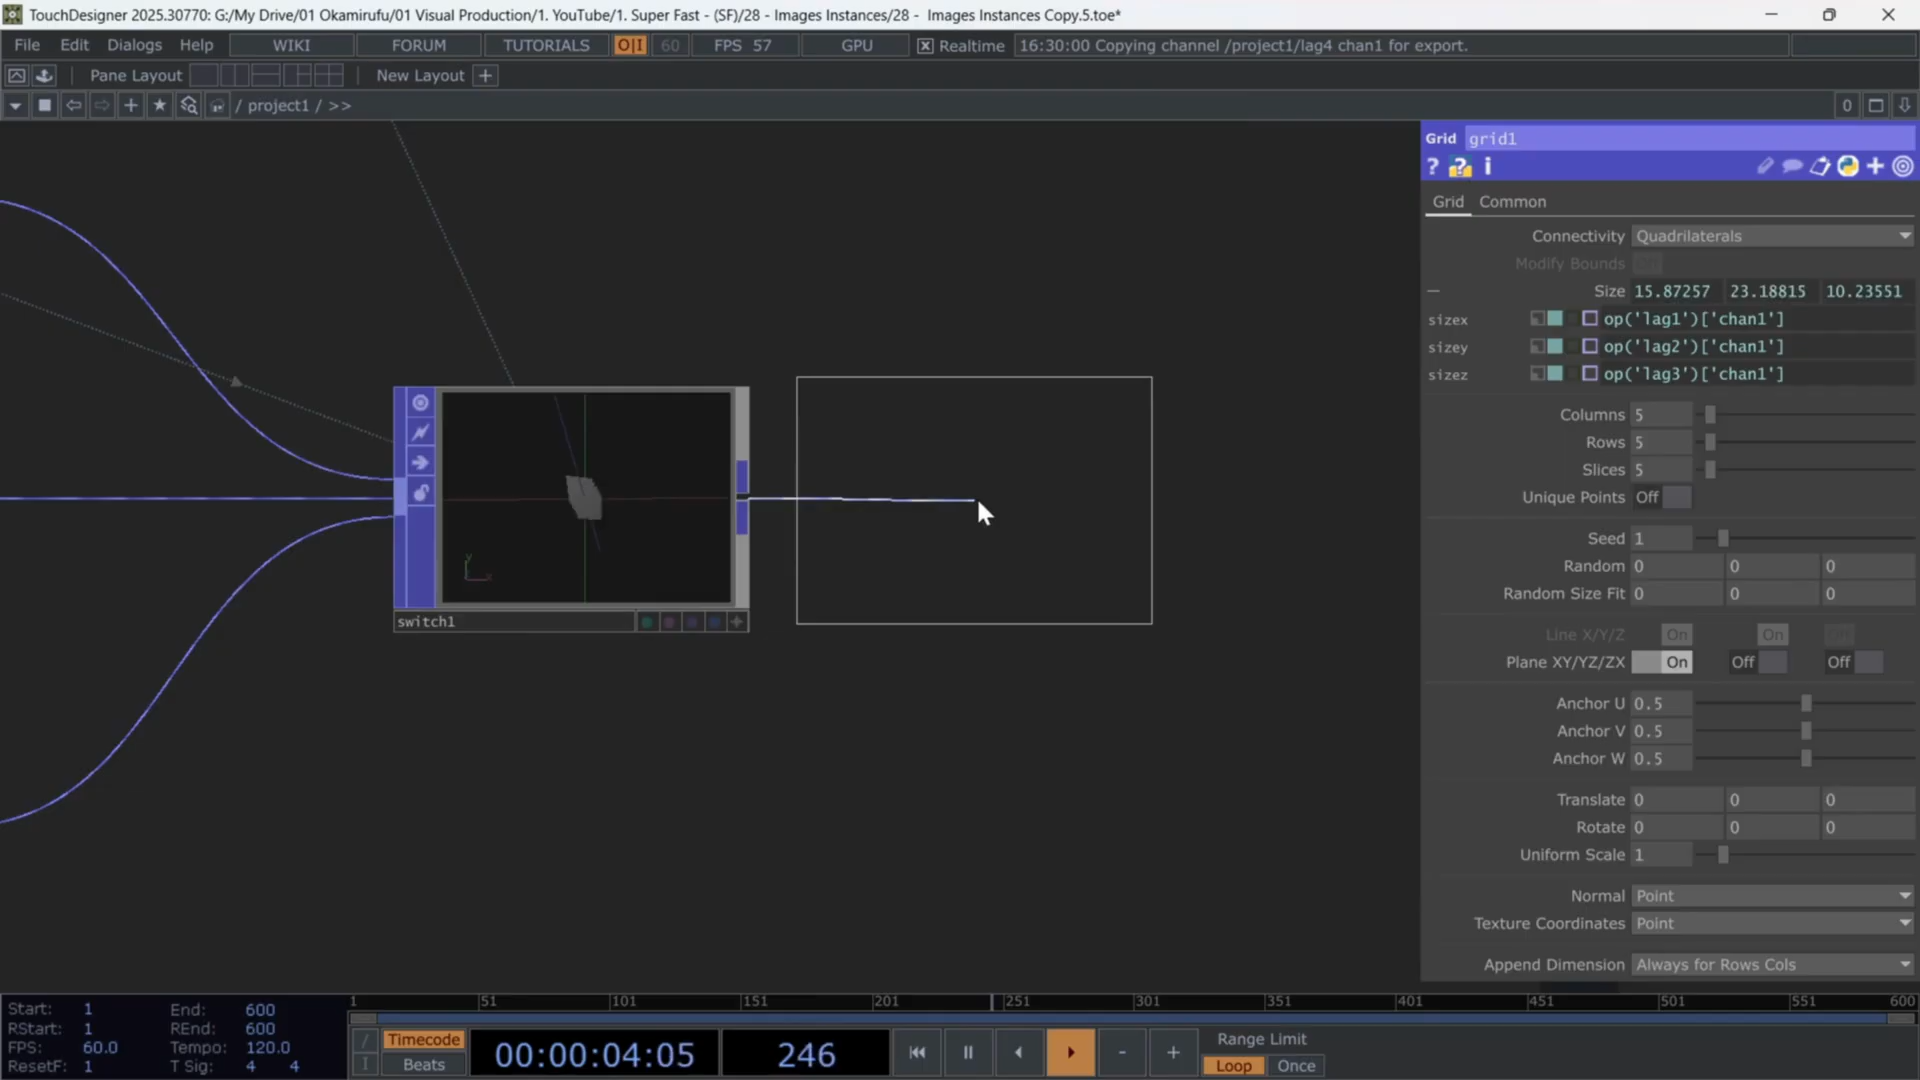 TouchDesigner 2025.30770: G:/My Drive/01 Okamirufu/01 Visual Production/1. YouTube/1. Super Fast - (SF)/28 - Images Instances/28 -  Images Instances Copy.5.toe*
File Edit Dialogs Help WIKI FORUM TUTORIALS O|I 60 FPS 57 GPU Realtime 16:30:00 Copying channel /project1/lag4 chan1 for export.
Pane Layout New Layout +
/ project1 / >> 0
Grid grid1
? ? i
Grid Common
Connectivity Quadrilaterals
Modify Bounds
Size 15.87257 23.18815 10.23551
sizex op('lag1')['chan1']
sizey op('lag2')['chan1']
sizez op('lag3')['chan1']
Columns 5
Rows 5
Slices 5
Unique Points Off
Seed 1
Random 0 0 0
Random Size Fit 0 0 0
Line X/Y/Z On On
Plane XY/YZ/ZX On Off Off
Anchor U 0.5
Anchor V 0.5
Anchor W 0.5
Translate 0 0 0
Rotate 0 0 0
Uniform Scale 1
Normal Point
Texture Coordinates Point
Append Dimension Always for Rows Cols
y
x
switch1
1 51 101 151 201 251 301 351 401 451 501 551 600
Start: 1 End: 600
RStart: 1 REnd: 600
FPS: 60.0 Tempo: 120.0
ResetF: 1 T Sig: 4 4
/ Timecode
I Beats
00:00:04:05 246
- +
Range Limit
Loop Once